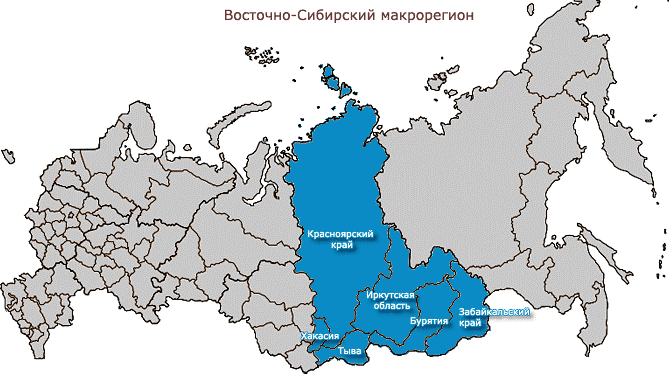 Восточно-Сибирский макрорегион
Красноярский
край
Иркутская
область
Забайкальский
край
Бурятия
Хакасия
Тыва